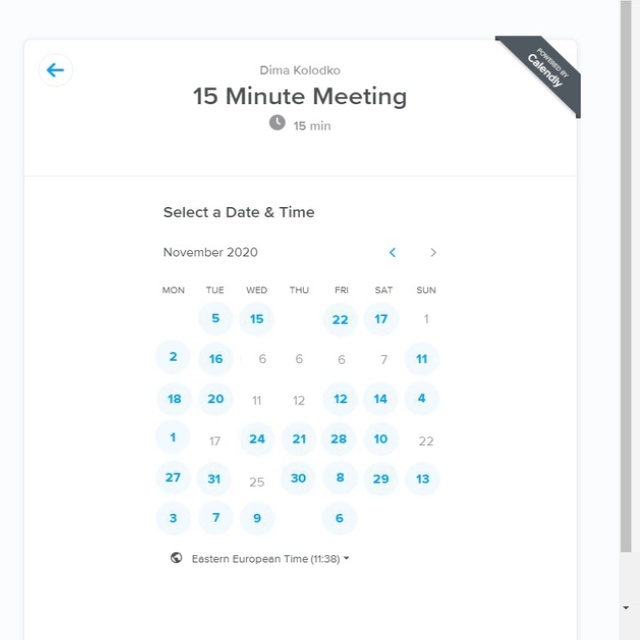 POWERED BY
Calendly
Dima Kolodko
15 Minute Meeting
15 min
Select a Date & Time
November 2020 < >
MON TUE WED THU FRI SAT SUN
5 15 22 17 1
2 16 6 6 6 7 11
18 20 11 12 12 14 4
1 17 24 21 28 10 22
27 31 25 30 8 29 13
3 7 9 6
Eastern European Time (11:38)